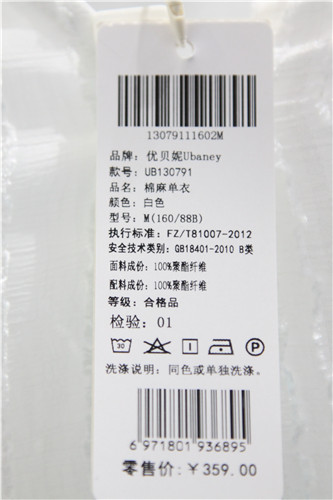 13079111602M
品牌: 优贝妮Ubaney
款号: UB130791
品名: 棉麻单衣
颜色: 白色
型号: M(160/88B)
执行标准: FZ/T81007-2012
安全技术类别: GB18401-2010 B类
面料成份: 100%聚酯纤维
配料成份: 100%聚酯纤维
等级: 合格品
检验: 01
30 P
洗涤说明: 同色或单独洗涤。
6 971801 936895
零售价: ¥359.00